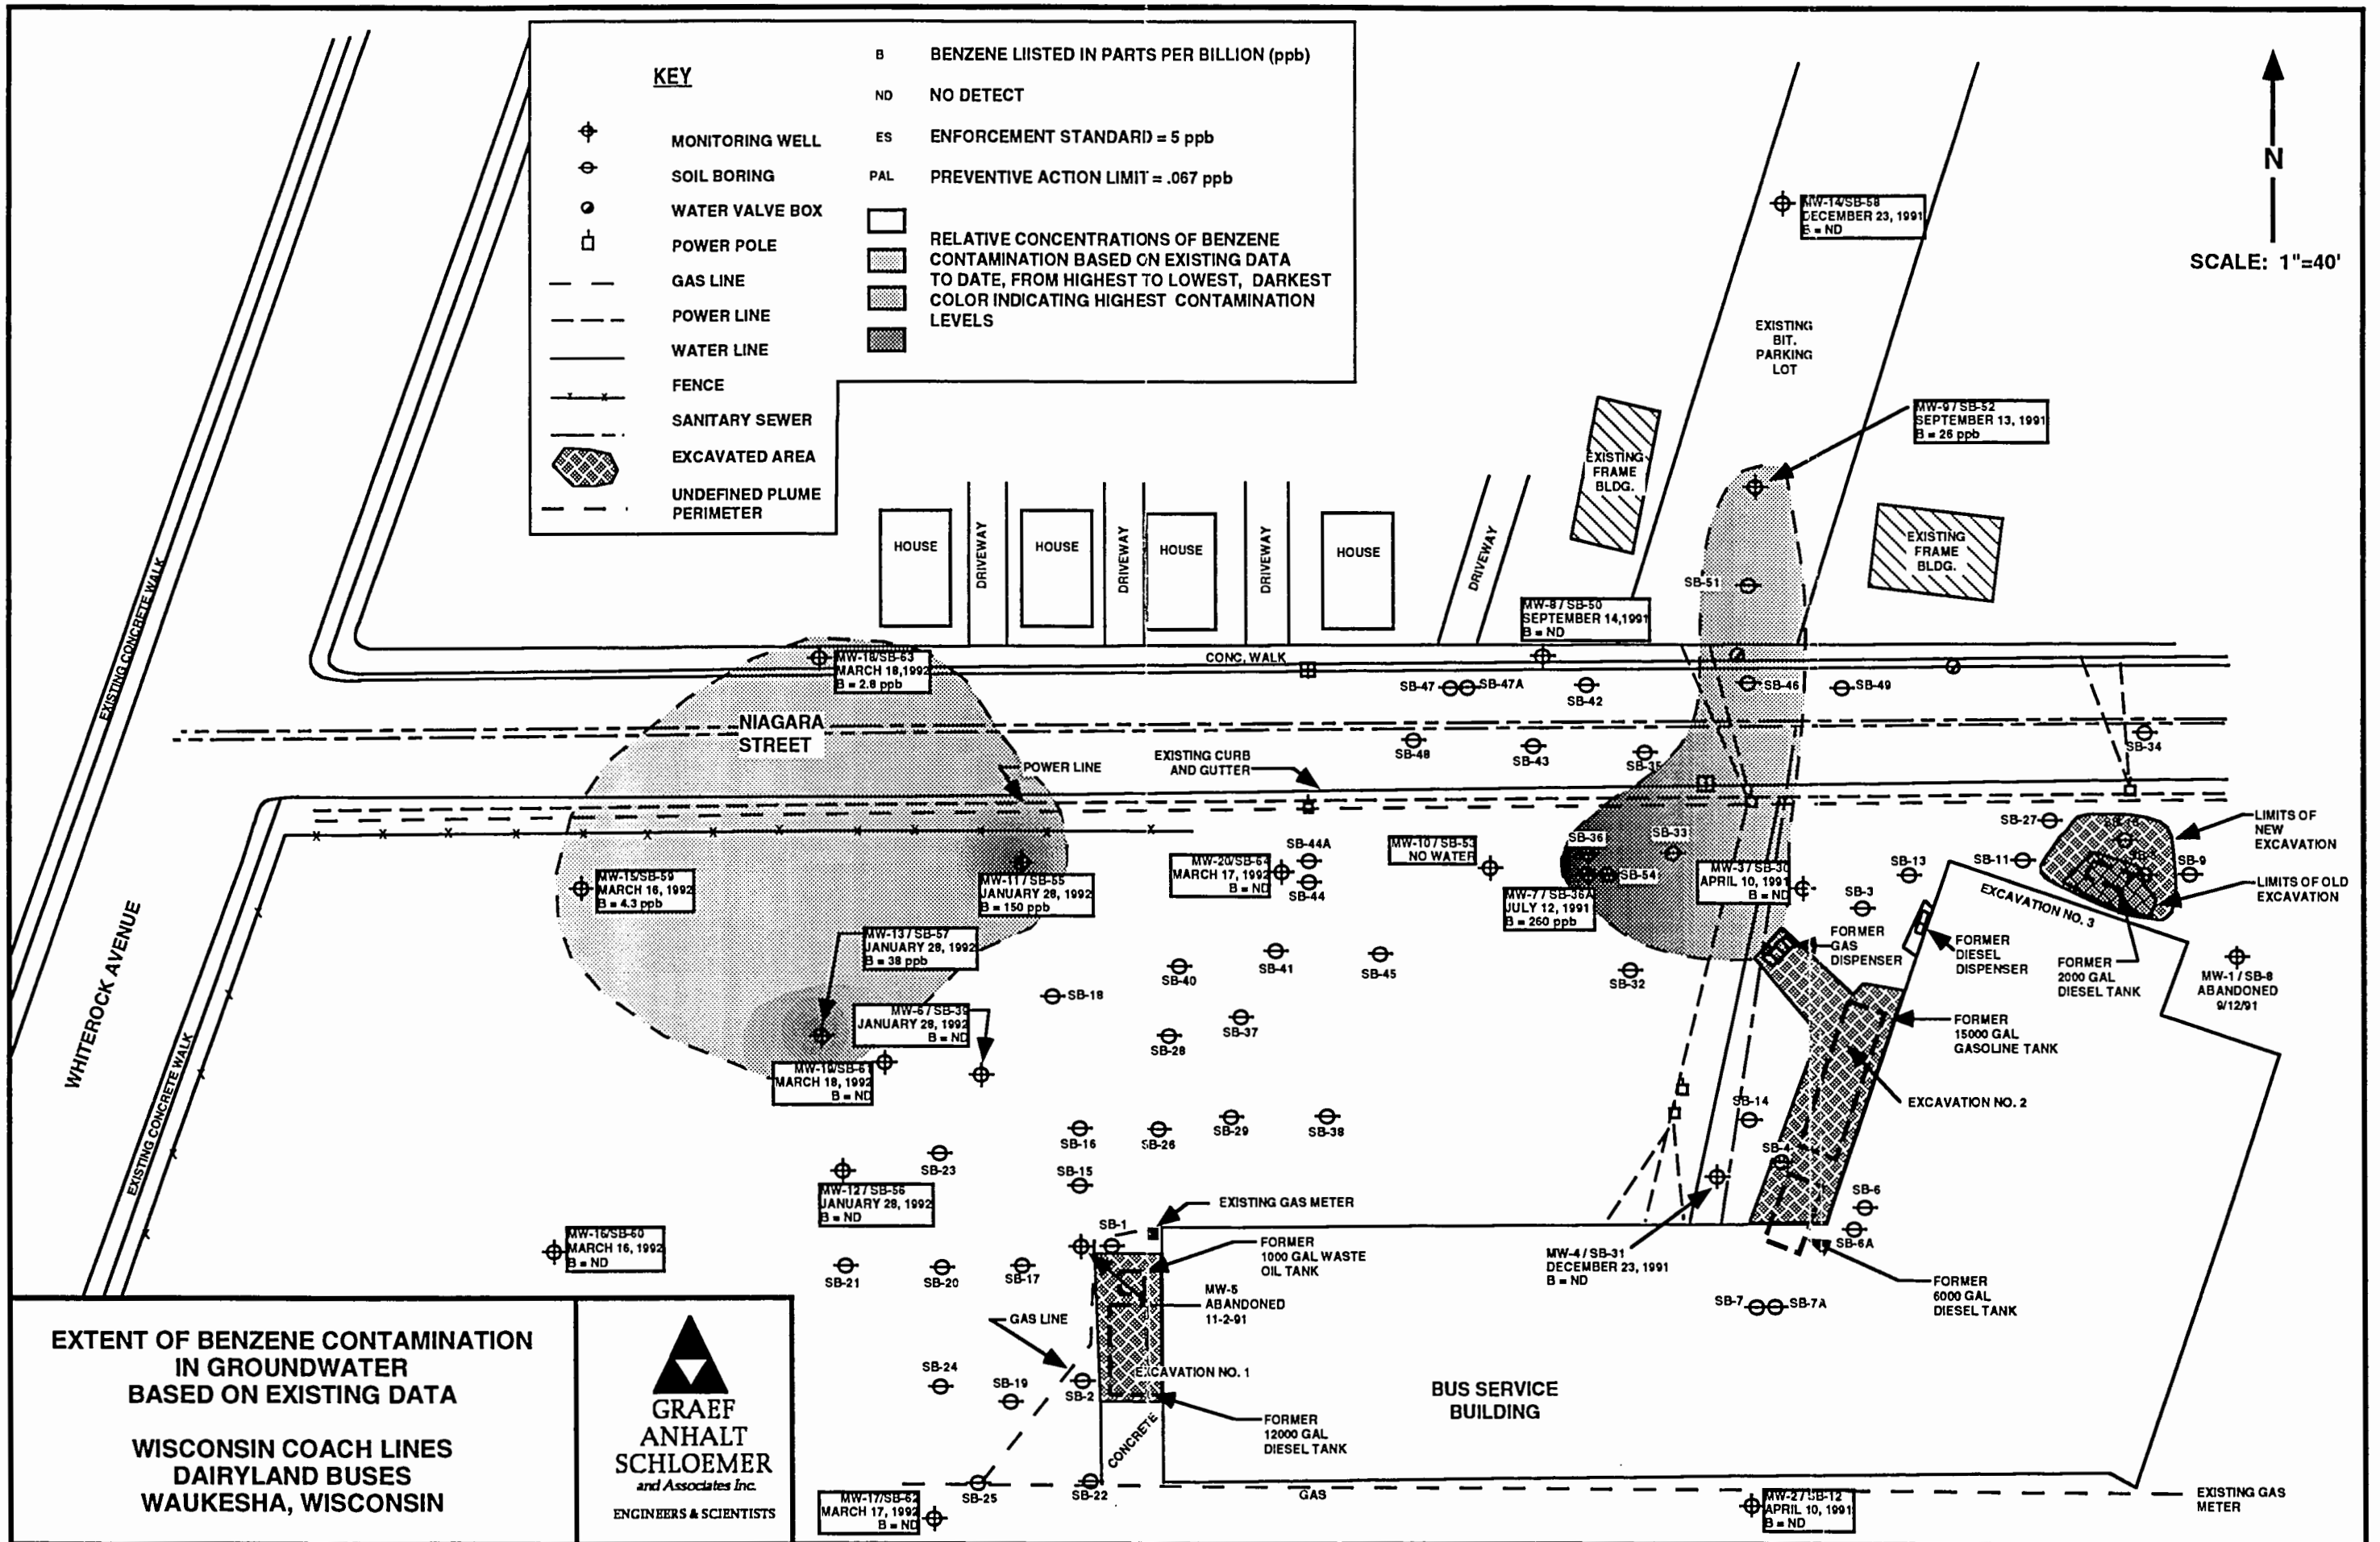 KEY
MONITORING WELL
SOIL BORING
WATER VALVE BOX
POWER POLE
GAS LINE
POWER LINE
WATER LINE
FENCE
SANITARY SEWER
EXCAVATED AREA
UNDEFINED PLUME
PERIMETER
B BENZENE LIISTED IN PARTS PER BILLION (ppb)
ND NO DETECT
ES ENFORCEMENT STANDARD = 5 ppb
PAL PREVENTIVE ACTION LIMIT = .067 ppb
RELATIVE CONCENTRATIONS OF BENZENE
CONTAMINATION BASED ON EXISTING DATA
TO DATE, FROM HIGHEST TO LOWEST, DARKEST
COLOR INDICATING HIGHEST CONTAMINATION
LEVELS
N
SCALE: 1"=40'
MW-14/SB-58
DECEMBER 23, 1991
B = ND
EXISTING
BIT.
PARKING
LOT
MW-9 / SB-52
SEPTEMBER 13, 1991
B = 26 ppb
EXISTING
FRAME
BLDG.
EXISTING
FRAME
BLDG.
HOUSE
DRIVEWAY
HOUSE
DRIVEWAY
HOUSE
DRIVEWAY
HOUSE
DRIVEWAY
SB-51
MW-8 / SB-50
SEPTEMBER 14,1991
B = ND
EXISTING CONCRETE WALK
CONC. WALK
MW-18/SB-63
MARCH 18,1992
B = 2.8 ppb
SB-47
SB-47A
SB-42
SB-46
SB-49
NIAGARA
STREET
SB-48
SB-43
SB-35
SB-34
POWER LINE
EXISTING CURB
AND GUTTER
SB-27
LIMITS OF
NEW
EXCAVATION
SB-36
SB-33
SB-44A
MW-10 / SB-53
NO WATER
MW-20/SB-64
MARCH 17, 1992
B = ND
SB-44
SB-54
MW-3 / SB-30
APRIL 10, 1991
B = ND
SB-13
SB-11
SB-9
LIMITS OF OLD
EXCAVATION
MW-15/SB-59
MARCH 16, 1992
B = 4.3 ppb
MW-11 / SB-55
JANUARY 28, 1992
B = 150 ppb
MW-7 / SB-36A
JULY 12, 1991
B = 260 ppb
SB-3
EXCAVATION NO. 3
MW-13 / SB-57
JANUARY 28, 1992
B = 38 ppb
FORMER
GAS
DISPENSER
FORMER
DIESEL
DISPENSER
FORMER
2000 GAL
DIESEL TANK
MW-1 / SB-8
ABANDONED
9/12/91
SB-40
SB-41
SB-45
SB-32
SB-18
SB-37
SB-28
MW-6 / SB-39
JANUARY 28, 1992
B = ND
FORMER
15000 GAL
GASOLINE TANK
MW-19/SB-61
MARCH 18, 1992
B = ND
WHITEROCK AVENUE
EXISTING CONCRETE WALK
EXCAVATION NO. 2
SB-14
SB-16
SB-26
SB-29
SB-38
SB-23
SB-15
SB-4
MW-12 / SB-56
JANUARY 28, 1992
B = ND
EXISTING GAS METER
SB-6
SB-6A
SB-1
MW-16/SB-60
MARCH 16, 1992
B = ND
SB-21
SB-20
SB-17
FORMER
1000 GAL WASTE
OIL TANK
MW-5
ABANDONED
11-2-91
MW-4 / SB-31
DECEMBER 23, 1991
B = ND
FORMER
6000 GAL
DIESEL TANK
SB-7
SB-7A
GAS LINE
SB-24
SB-19
SB-2
EXCAVATION NO. 1
FORMER
12000 GAL
DIESEL TANK
CONCRETE
BUS SERVICE
BUILDING
SB-25
SB-22
GAS
EXISTING GAS
METER
MW-17/SB-62
MARCH 17, 1992
B = ND
MW-2 / SB-12
APRIL 10, 1991
B = ND
EXTENT OF BENZENE CONTAMINATION
IN GROUNDWATER
BASED ON EXISTING DATA
WISCONSIN COACH LINES
DAIRYLAND BUSES
WAUKESHA, WISCONSIN
GRAEF
ANHALT
SCHLOEMER
and Associates Inc.
ENGINEERS & SCIENTISTS